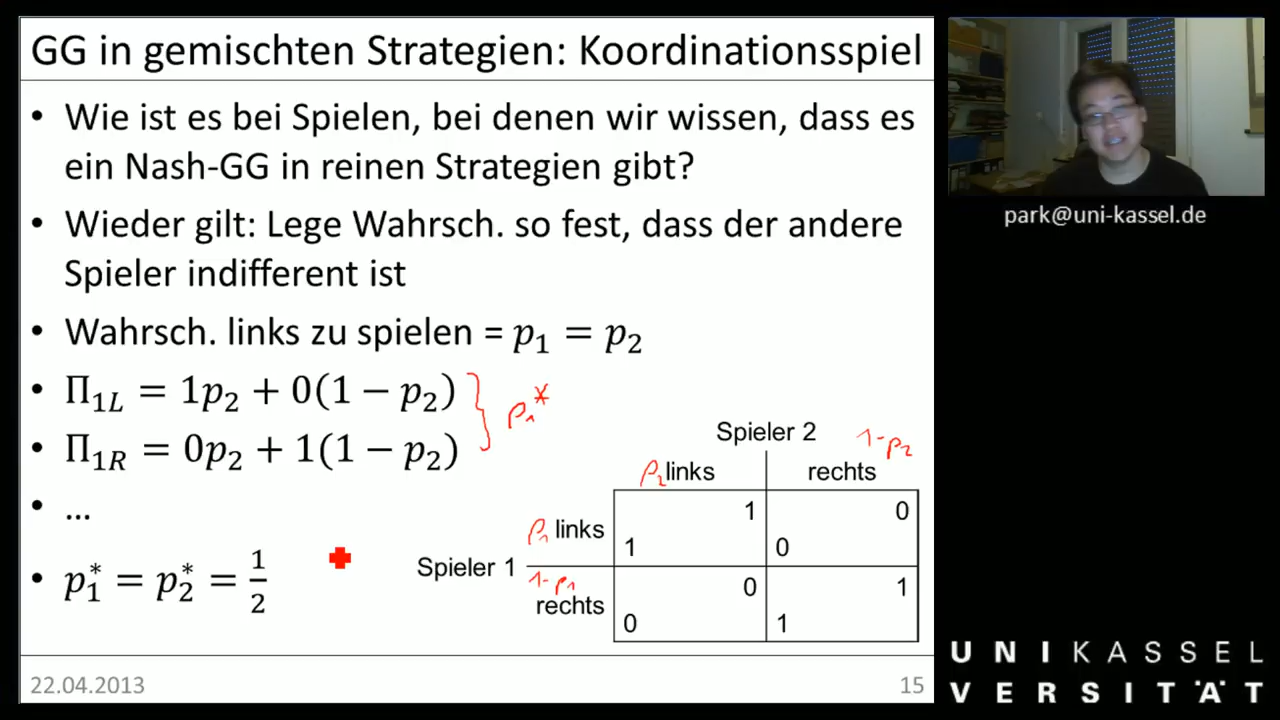 GG in gemischten Strategien: Koordinationsspiel
• Wie ist es bei Spielen, bei denen wir wissen, dass es
ein Nash-GG in reinen Strategien gibt?
• Wieder gilt: Lege Wahrsch. so fest, dass der andere
Spieler indifferent ist
• Wahrsch. links zu spielen = p₁ = p₂
• Π₁L = 1p₂ + 0(1 − p₂)
• Π₁R = 0p₂ + 1(1 − p₂)
p₁*
• ...
• p₁* = p₂* = 1/2
Spieler 2
1-p₂
p₂ links rechts
p₁ links
1 0
1 0
Spieler 1
1-p₁
rechts
0 1
0 1
22.04.2013
15
park@uni-kassel.de
UNIKASSEL
VERSITÄT